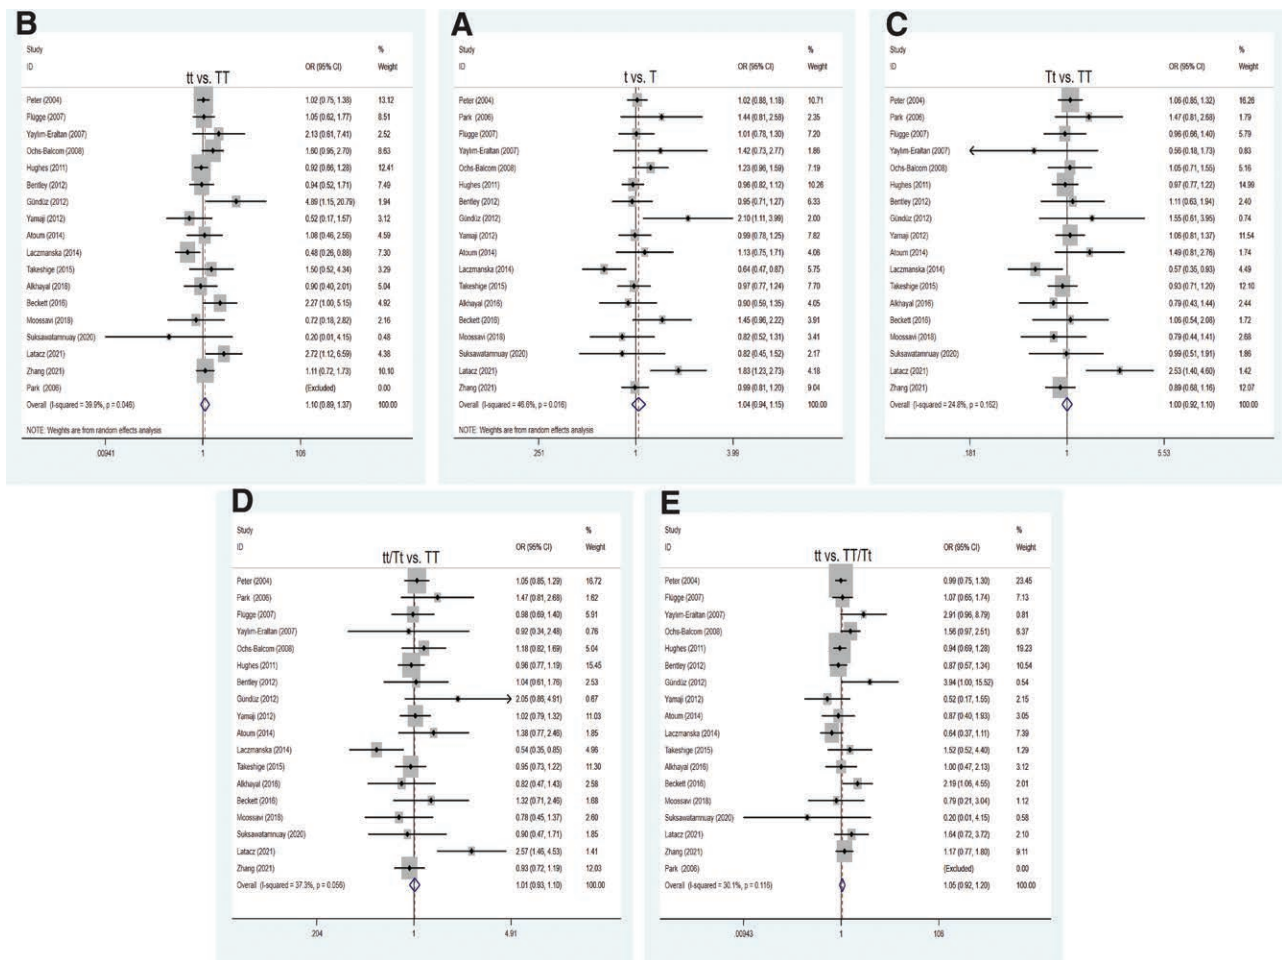 B
Study %
ID OR (95% CI) Weight
tt vs. TT
Peter (2004) 1.02 (0.75, 1.38) 13.12
Flügge (2007) 1.05 (0.62, 1.77) 8.51
Yaylım-Eraltan (2007) 2.13 (0.61, 7.41) 2.52
Ochs-Balcom (2008) 1.60 (0.95, 2.70) 8.63
Hughes (2011) 0.92 (0.66, 1.28) 12.41
Bentley (2012) 0.94 (0.52, 1.71) 7.49
Gündüz (2012) 4.89 (1.15, 20.79) 1.94
Yamaji (2012) 0.52 (0.17, 1.57) 3.12
Atoum (2014) 1.08 (0.46, 2.56) 4.59
Laczmanska (2014) 0.48 (0.26, 0.88) 7.30
Takeshige (2015) 1.50 (0.52, 4.34) 3.29
Alkhayal (2016) 0.90 (0.40, 2.01) 5.04
Beckett (2016) 2.27 (1.00, 5.15) 4.92
Moossavi (2018) 0.72 (0.18, 2.82) 2.16
Suksawatamnuay (2020) 0.20 (0.01, 4.15) 0.48
Latacz (2021) 2.72 (1.12, 6.59) 4.38
Zhang (2021) 1.11 (0.72, 1.73) 10.10
Park (2006) (Excluded) 0.00
Overall (I-squared = 39.9%, p = 0.046) 1.10 (0.89, 1.37) 100.00
NOTE: Weights are from random effects analysis
.00941 1 106
A
Study %
ID OR (95% CI) Weight
t vs. T
Peter (2004) 1.02 (0.88, 1.18) 10.71
Park (2006) 1.44 (0.81, 2.58) 2.35
Flügge (2007) 1.01 (0.78, 1.30) 7.20
Yaylım-Eraltan (2007) 1.42 (0.73, 2.77) 1.86
Ochs-Balcom (2008) 1.23 (0.96, 1.59) 7.19
Hughes (2011) 0.96 (0.82, 1.12) 10.26
Bentley (2012) 0.95 (0.71, 1.27) 6.33
Gündüz (2012) 2.10 (1.11, 3.99) 2.00
Yamaji (2012) 0.99 (0.78, 1.25) 7.82
Atoum (2014) 1.13 (0.75, 1.71) 4.06
Laczmanska (2014) 0.64 (0.47, 0.87) 5.75
Takeshige (2015) 0.97 (0.77, 1.24) 7.70
Alkhayal (2016) 0.90 (0.59, 1.35) 4.05
Beckett (2016) 1.45 (0.96, 2.22) 3.91
Moossavi (2018) 0.82 (0.52, 1.31) 3.41
Suksawatamnuay (2020) 0.82 (0.45, 1.52) 2.17
Latacz (2021) 1.83 (1.23, 2.73) 4.18
Zhang (2021) 0.99 (0.81, 1.20) 9.04
Overall (I-squared = 46.6%, p = 0.016) 1.04 (0.94, 1.15) 100.00
NOTE: Weights are from random effects analysis
.251 1 3.99
C
Study %
ID OR (95% CI) Weight
Tt vs. TT
Peter (2004) 1.06 (0.85, 1.32) 16.26
Park (2006) 1.47 (0.81, 2.68) 1.79
Flügge (2007) 0.96 (0.66, 1.40) 5.79
Yaylım-Eraltan (2007) 0.56 (0.18, 1.73) 0.83
Ochs-Balcom (2008) 1.05 (0.71, 1.55) 5.16
Hughes (2011) 0.97 (0.77, 1.22) 14.99
Bentley (2012) 1.11 (0.63, 1.94) 2.40
Gündüz (2012) 1.55 (0.61, 3.95) 0.74
Yamaji (2012) 1.06 (0.81, 1.37) 11.54
Atoum (2014) 1.49 (0.81, 2.76) 1.74
Laczmanska (2014) 0.57 (0.35, 0.93) 4.49
Takeshige (2015) 0.93 (0.71, 1.20) 12.10
Alkhayal (2016) 0.79 (0.43, 1.44) 2.44
Beckett (2016) 1.06 (0.54, 2.08) 1.72
Moossavi (2018) 0.79 (0.44, 1.41) 2.68
Suksawatamnuay (2020) 0.99 (0.51, 1.91) 1.86
Latacz (2021) 2.53 (1.40, 4.60) 1.42
Zhang (2021) 0.89 (0.68, 1.16) 12.07
Overall (I-squared = 24.8%, p = 0.162) 1.00 (0.92, 1.10) 100.00
.181 1 5.53
D
Study %
ID OR (95% CI) Weight
tt/Tt vs. TT
Peter (2004) 1.05 (0.85, 1.29) 16.72
Park (2006) 1.47 (0.81, 2.68) 1.62
Flügge (2007) 0.98 (0.69, 1.40) 5.91
Yaylım-Eraltan (2007) 0.92 (0.34, 2.48) 0.76
Ochs-Balcom (2008) 1.18 (0.82, 1.69) 5.04
Hughes (2011) 0.96 (0.77, 1.19) 15.45
Bentley (2012) 1.04 (0.61, 1.76) 2.53
Gündüz (2012) 2.05 (0.86, 4.91) 0.67
Yamaji (2012) 1.02 (0.79, 1.32) 11.03
Atoum (2014) 1.38 (0.77, 2.46) 1.85
Laczmanska (2014) 0.54 (0.35, 0.85) 4.96
Takeshige (2015) 0.95 (0.73, 1.22) 11.30
Alkhayal (2016) 0.82 (0.47, 1.43) 2.58
Beckett (2016) 1.32 (0.71, 2.46) 1.68
Moossavi (2018) 0.78 (0.45, 1.37) 2.60
Suksawatamnuay (2020) 0.90 (0.47, 1.71) 1.85
Latacz (2021) 2.57 (1.46, 4.53) 1.41
Zhang (2021) 0.93 (0.72, 1.19) 12.03
Overall (I-squared = 37.3%, p = 0.056) 1.01 (0.93, 1.10) 100.00
.204 1 4.91
E
Study %
ID OR (95% CI) Weight
tt vs. TT/Tt
Peter (2004) 0.99 (0.75, 1.30) 23.45
Flügge (2007) 1.07 (0.65, 1.74) 7.13
Yaylım-Eraltan (2007) 2.91 (0.96, 8.79) 0.81
Ochs-Balcom (2008) 1.56 (0.97, 2.51) 6.37
Hughes (2011) 0.94 (0.69, 1.28) 19.23
Bentley (2012) 0.87 (0.57, 1.34) 10.54
Gündüz (2012) 3.94 (1.00, 15.52) 0.54
Yamaji (2012) 0.52 (0.17, 1.55) 2.15
Atoum (2014) 0.87 (0.40, 1.93) 3.05
Laczmanska (2014) 0.64 (0.37, 1.11) 7.39
Takeshige (2015) 1.52 (0.52, 4.40) 1.29
Alkhayal (2016) 1.00 (0.47, 2.13) 3.12
Beckett (2016) 2.19 (1.06, 4.55) 2.01
Moossavi (2018) 0.79 (0.21, 3.04) 1.12
Suksawatamnuay (2020) 0.20 (0.01, 4.15) 0.58
Latacz (2021) 1.64 (0.72, 3.72) 2.10
Zhang (2021) 1.17 (0.77, 1.80) 9.11
Park (2006) (Excluded) 0.00
Overall (I-squared = 30.1%, p = 0.116) 1.05 (0.92, 1.20) 100.00
.00943 1 106